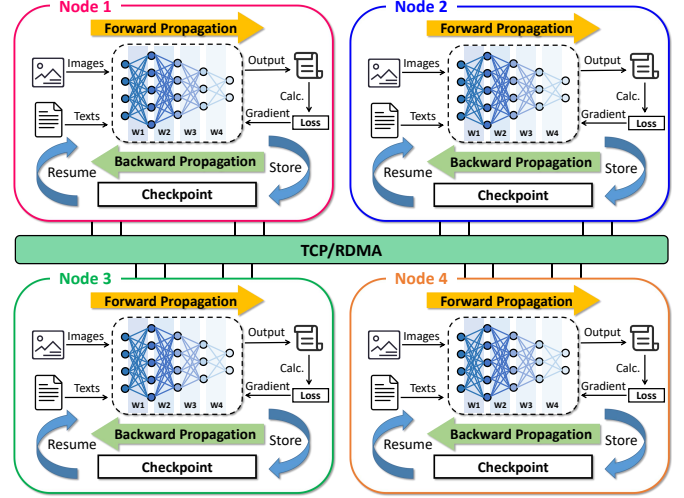 Node 1
Forward Propagation
Images
Output
Calc.
Texts
Gradient
Loss
W1 W2 W3 W4
Backward Propagation
Resume
Store
Checkpoint
Node 2
Forward Propagation
Images
Output
Calc.
Texts
Gradient
Loss
W1 W2 W3 W4
Backward Propagation
Resume
Store
Checkpoint
TCP/RDMA
Node 3
Forward Propagation
Images
Output
Calc.
Texts
Gradient
Loss
W1 W2 W3 W4
Backward Propagation
Resume
Store
Checkpoint
Node 4
Forward Propagation
Images
Output
Calc.
Texts
Gradient
Loss
W1 W2 W3 W4
Backward Propagation
Resume
Store
Checkpoint